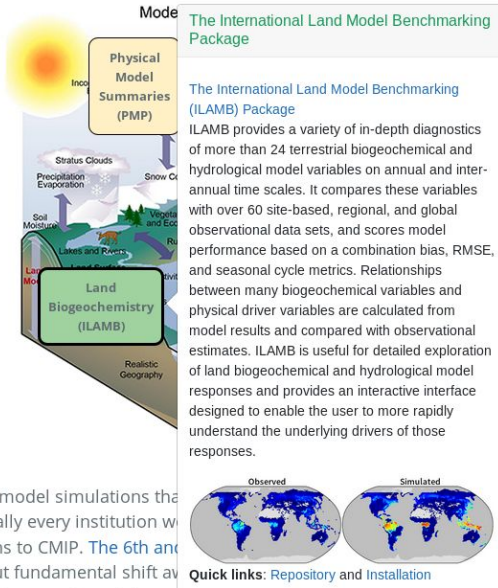 Mode
Physical
Model
Summaries
(PMP)
Stratus Clouds
Precipitation
Evaporation
Snow Co
Soil
Moisture
Lakes and Rivers
Land
Biogeochemistry
(ILAMB)
Realistic
Geography
model simulations tha
ally every institution w
ns to CMIP. The 6th and
ut fundamental shift aw
The International Land Model Benchmarking
Package
The International Land Model Benchmarking
(ILAMB) Package
ILAMB provides a variety of in-depth diagnostics
of more than 24 terrestrial biogeochemical and
hydrological model variables on annual and inter-
annual time scales. It compares these variables
with over 60 site-based, regional, and global
observational data sets, and scores model
performance based on a combination bias, RMSE,
and seasonal cycle metrics. Relationships
between many biogeochemical variables and
physical driver variables are calculated from
model results and compared with observational
estimates. ILAMB is useful for detailed exploration
of land biogeochemical and hydrological model
responses and provides an interactive interface
designed to enable the user to more rapidly
understand the underlying drivers of those
responses.
Observed
Simulated
Quick links: Repository and Installation